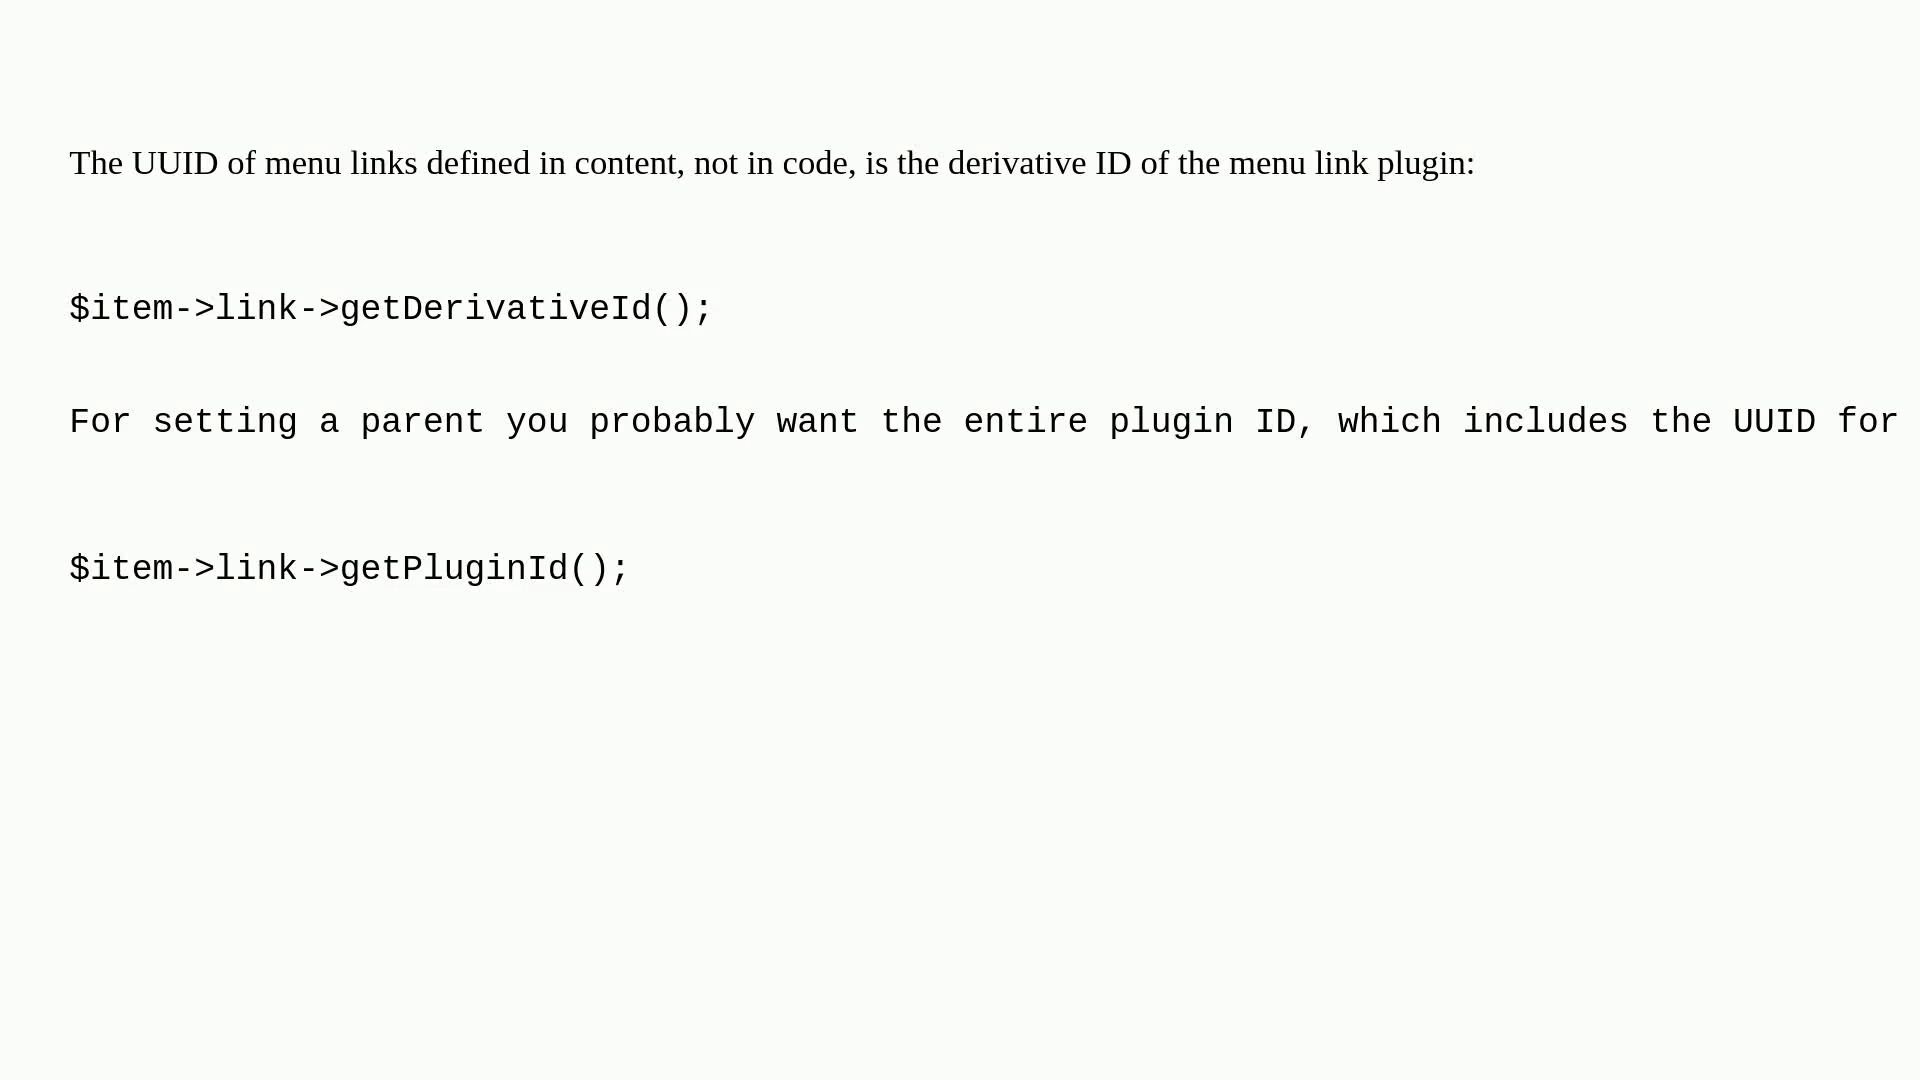 The UUID of menu links defined in content, not in code, is the derivative ID of the menu link plugin:
$item->link->getDerivativeId();
For setting a parent you probably want the entire plugin ID, which includes the UUID for
$item->link->getPluginId();